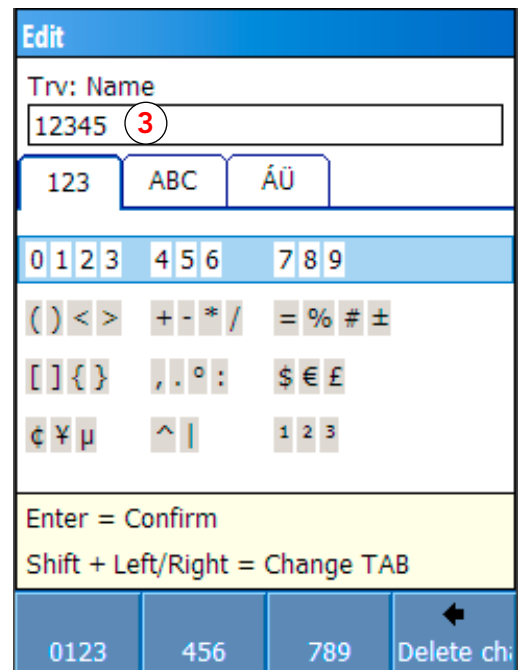 Edit
Trv: Name
12345 3
123 ABC ÁÜ
0 1 2 3 4 5 6 7 8 9
( ) < > + - * / = % # ±
[ ] { } , . º : $ € £
¢ ¥ µ ^ | ¹ ² ³
Enter = Confirm
Shift + Left/Right = Change TAB
0123 456 789 Delete cha